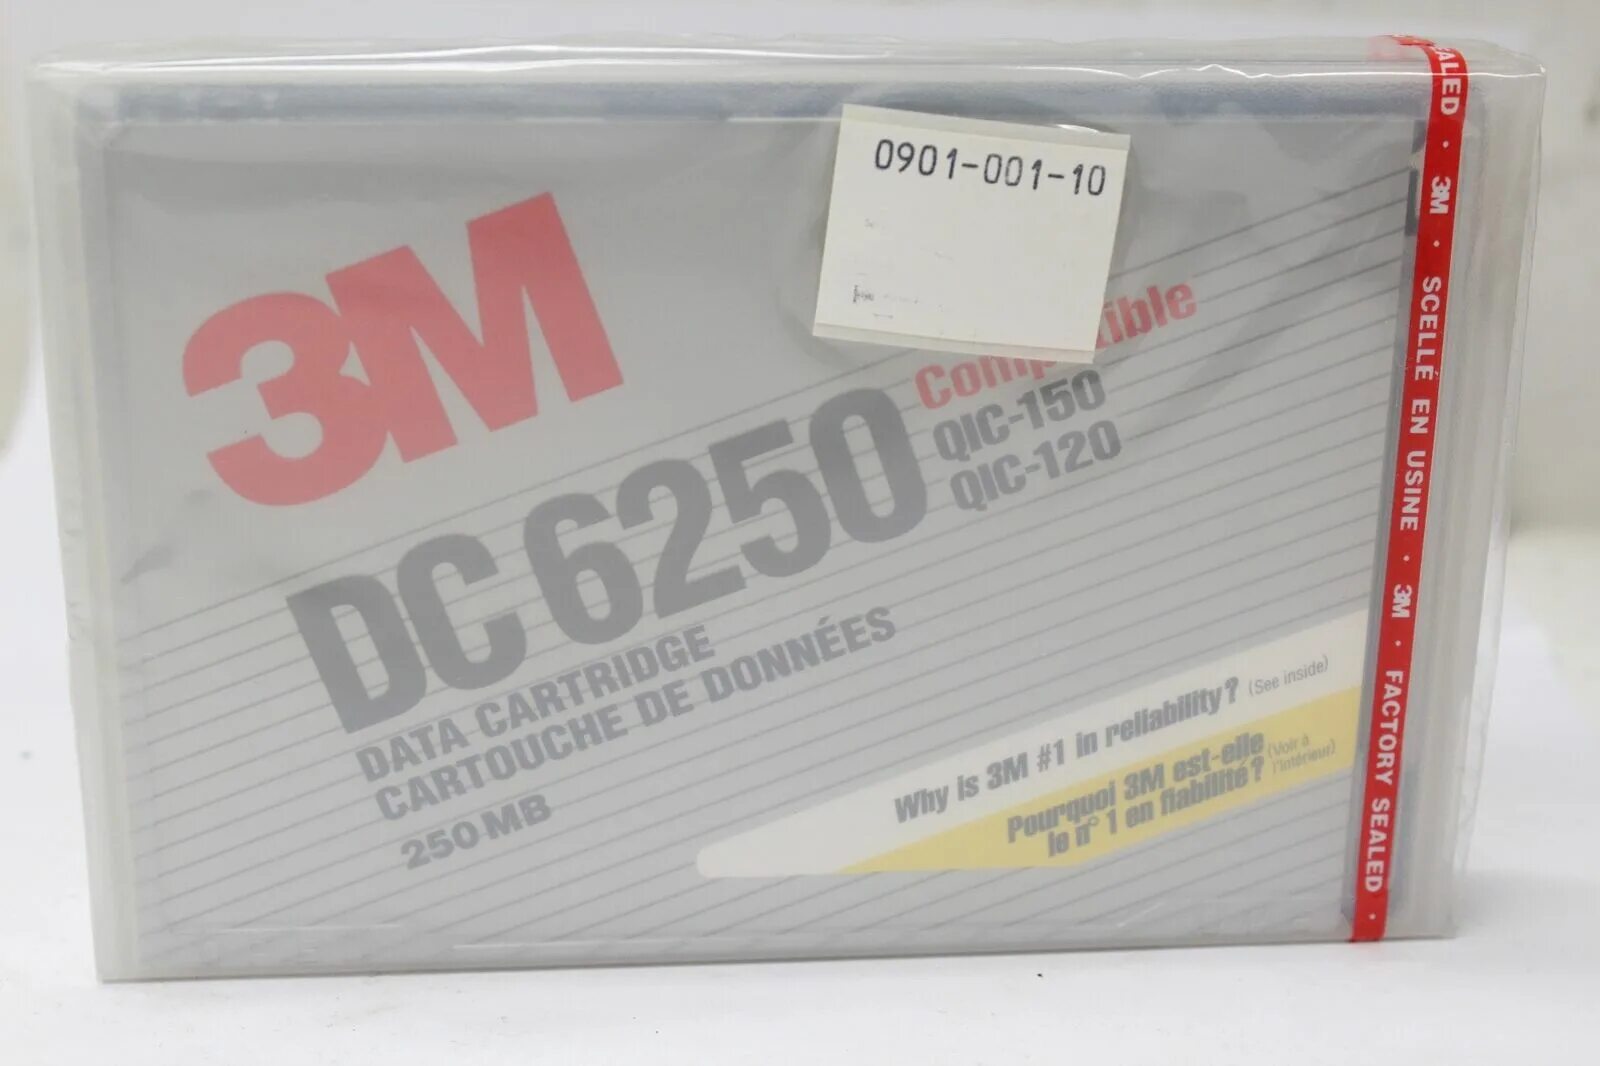 0901-001-10
3M
DC 6250
Compatible
QIC-150
QIC-120
DATA CARTRIDGE
CARTOUCHE DE DONNÉES
250 MB
Why is 3M #1 in reliability? (See inside)
Pourquoi 3M est-elle
le n° 1 en fiabilité?
(Voir à
l'intérieur)
SEALED · 3M · SCELLÉ EN USINE · 3M · FACTORY SEALED ·